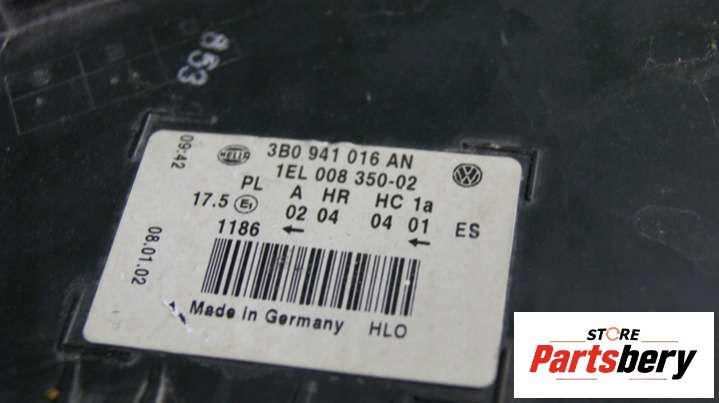 853
09:42
08.01.02
HELLA
3B0 941 016 AN
1EL 008 350-02
PL A HR HC 1a
17.5 E1 02 04 04 01 ES
1186
Made in Germany HLO
STORE
Partsbery